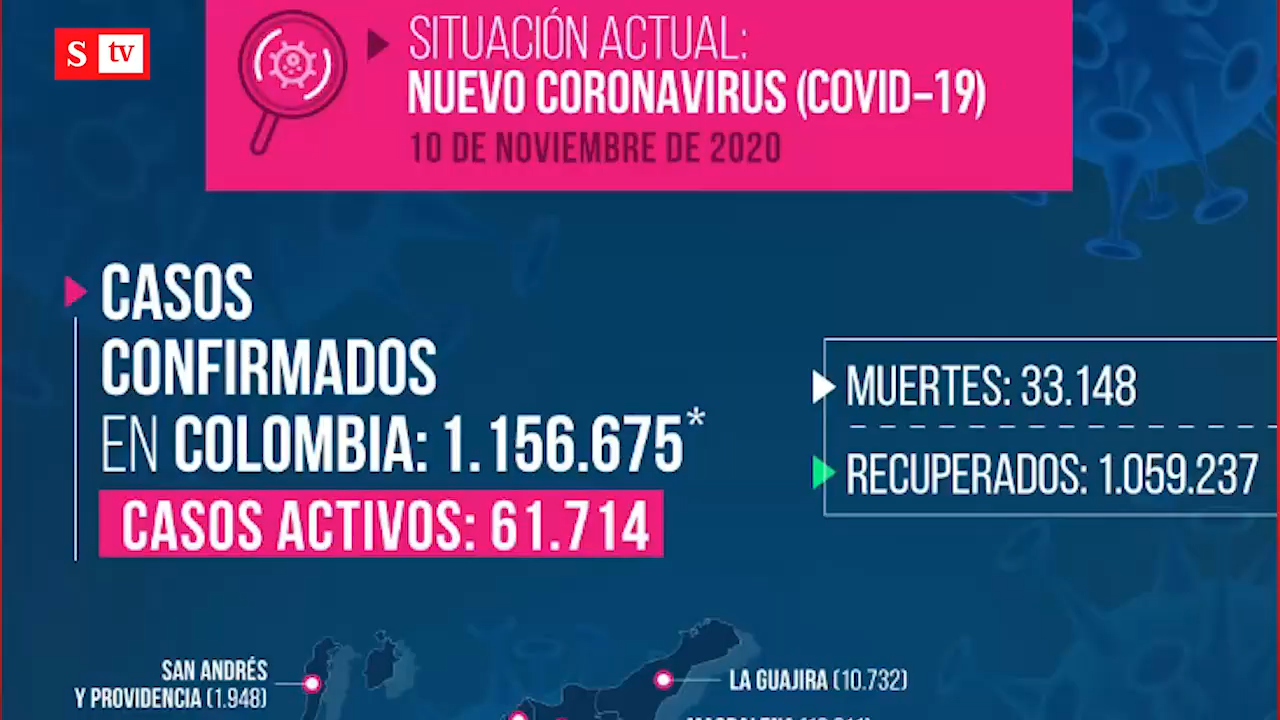 S tv
SITUACIÓN ACTUAL:
NUEVO CORONAVIRUS (COVID-19)
10 DE NOVIEMBRE DE 2020
CASOS
CONFIRMADOS
EN COLOMBIA: 1.156.675*
CASOS ACTIVOS: 61.714
MUERTES: 33.148
RECUPERADOS: 1.059.237
SAN ANDRÉS
Y PROVIDENCIA (1.948)
LA GUAJIRA (10.732)